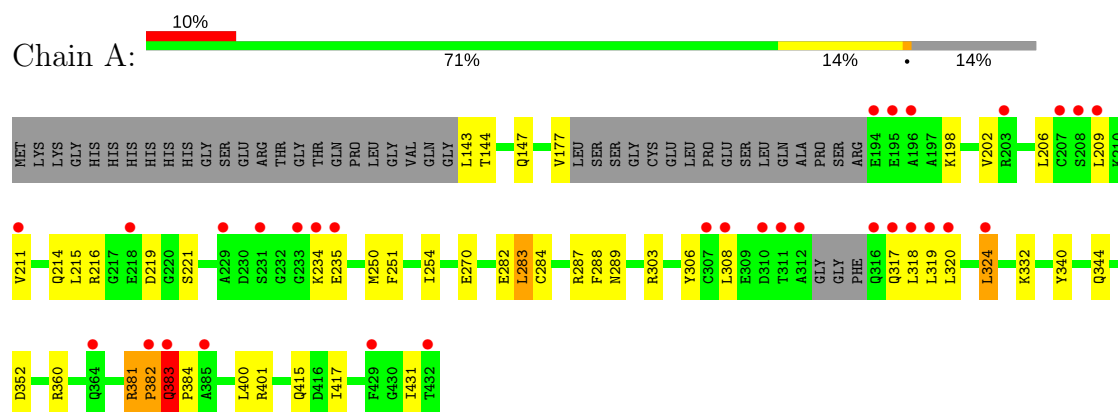 10%
Chain A:
71% 14% • 14%
MET LYS LYS GLY HIS HIS HIS HIS HIS HIS GLY SER GLU ARG THR GLY THR GLN PRO LEU GLY VAL GLN GLY L143 T144 Q147 V177 LEU SER SER GLY CYS GLU LEU PRO GLU SER LEU GLN ALA PRO SER ARG E194 E195 A196 A197 K198 V202 R203 L206 C207 S208 L209 K210
V211 Q214 L215 R216 G217 E218 D219 G220 S221 A229 D230 S231 G232 G233 K234 E235 M250 F251 I254 E270 E282 L283 C284 R287 F288 N289 R303 Y306 C307 L308 E309 D310 T311 A312 GLY GLY PHE Q316 Q317 L318 L319 L320 L324 K332 Y340 Q344
D352 R360 Q364 R381 P382 Q383 P384 A385 L400 R401 Q415 D416 I417 F429 G430 I431 T432